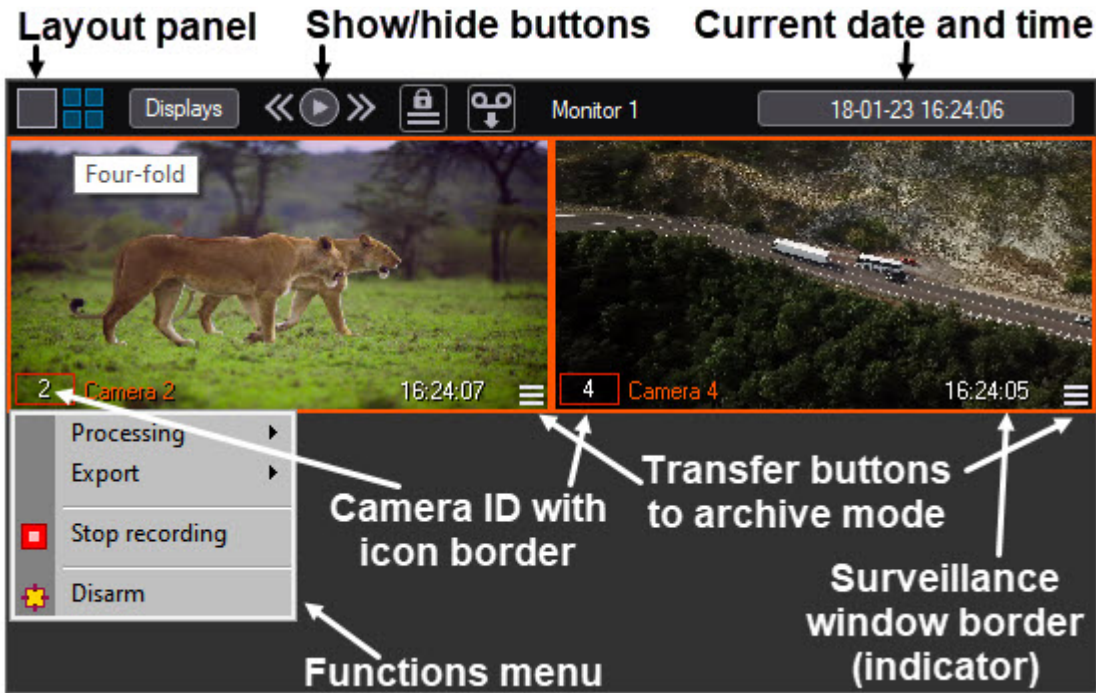 Layout panel
Show/hide buttons
Current date and time
Displays
Monitor 1
18-01-23 16:24:06
Four-fold
2
Camera 2
16:24:07
4
Camera 4
16:24:05
Processing
Export
Stop recording
Disarm
Camera ID with
icon border
Transfer buttons
to archive mode
Surveillance
window border
(indicator)
Functions menu